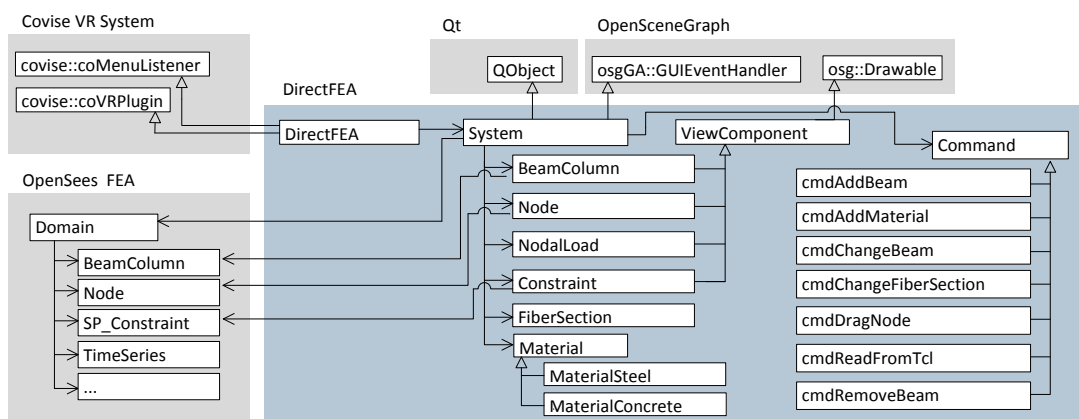 Covise VR System
covise::coMenuListener
covise::coVRPlugin
Qt
QObject
OpenSceneGraph
osgGA::GUIEventHandler
osg::Drawable
DirectFEA
DirectFEA
System
ViewComponent
Command
BeamColumn
Node
NodalLoad
Constraint
FiberSection
Material
MaterialSteel
MaterialConcrete
cmdAddBeam
cmdAddMaterial
cmdChangeBeam
cmdChangeFiberSection
cmdDragNode
cmdReadFromTcl
cmdRemoveBeam
OpenSees FEA
Domain
BeamColumn
Node
SP_Constraint
TimeSeries
...